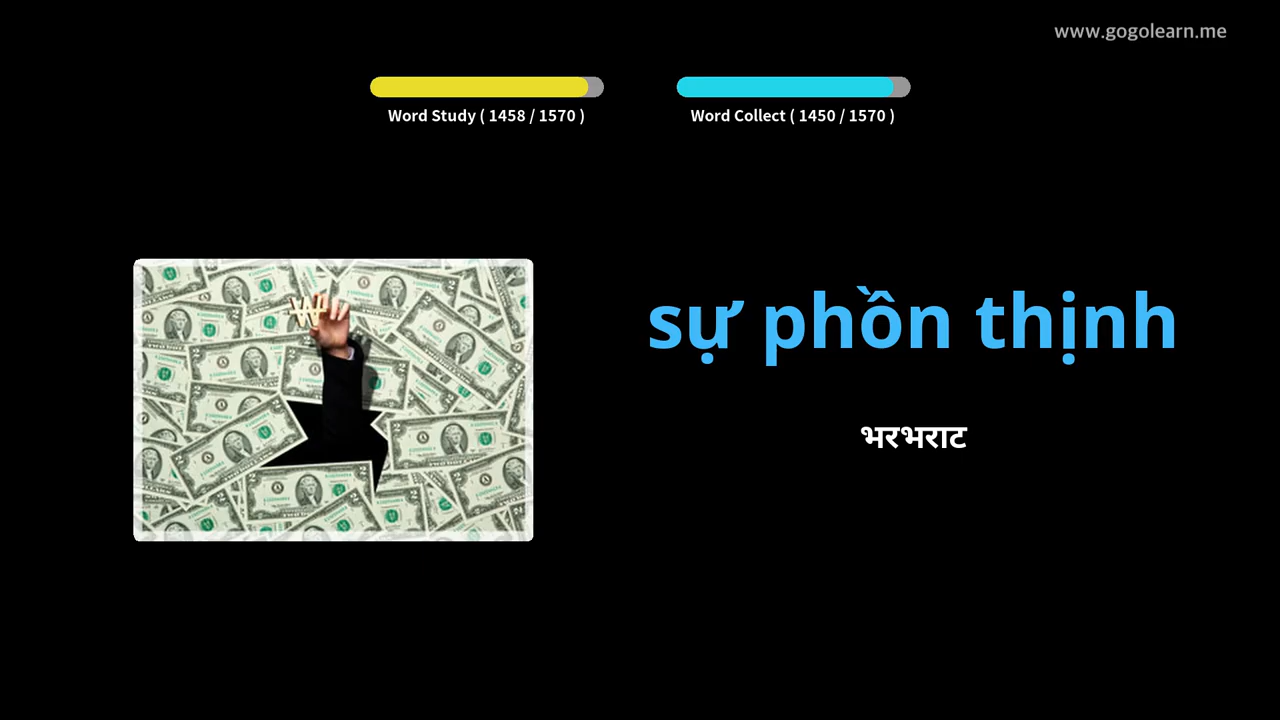 www.gogolearn.me
Word Study ( 1458 / 1570 )
Word Collect ( 1450 / 1570 )
sự phồn thịnh
भरभराट